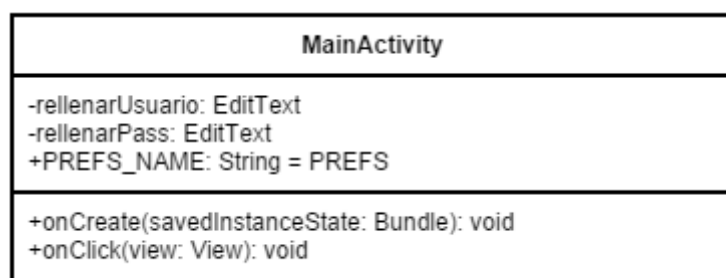 MainActivity
-rellenarUsuario: EditText
-rellenarPass: EditText
+PREFS_NAME: String = PREFS
+onCreate(savedInstanceState: Bundle): void
+onClick(view: View): void